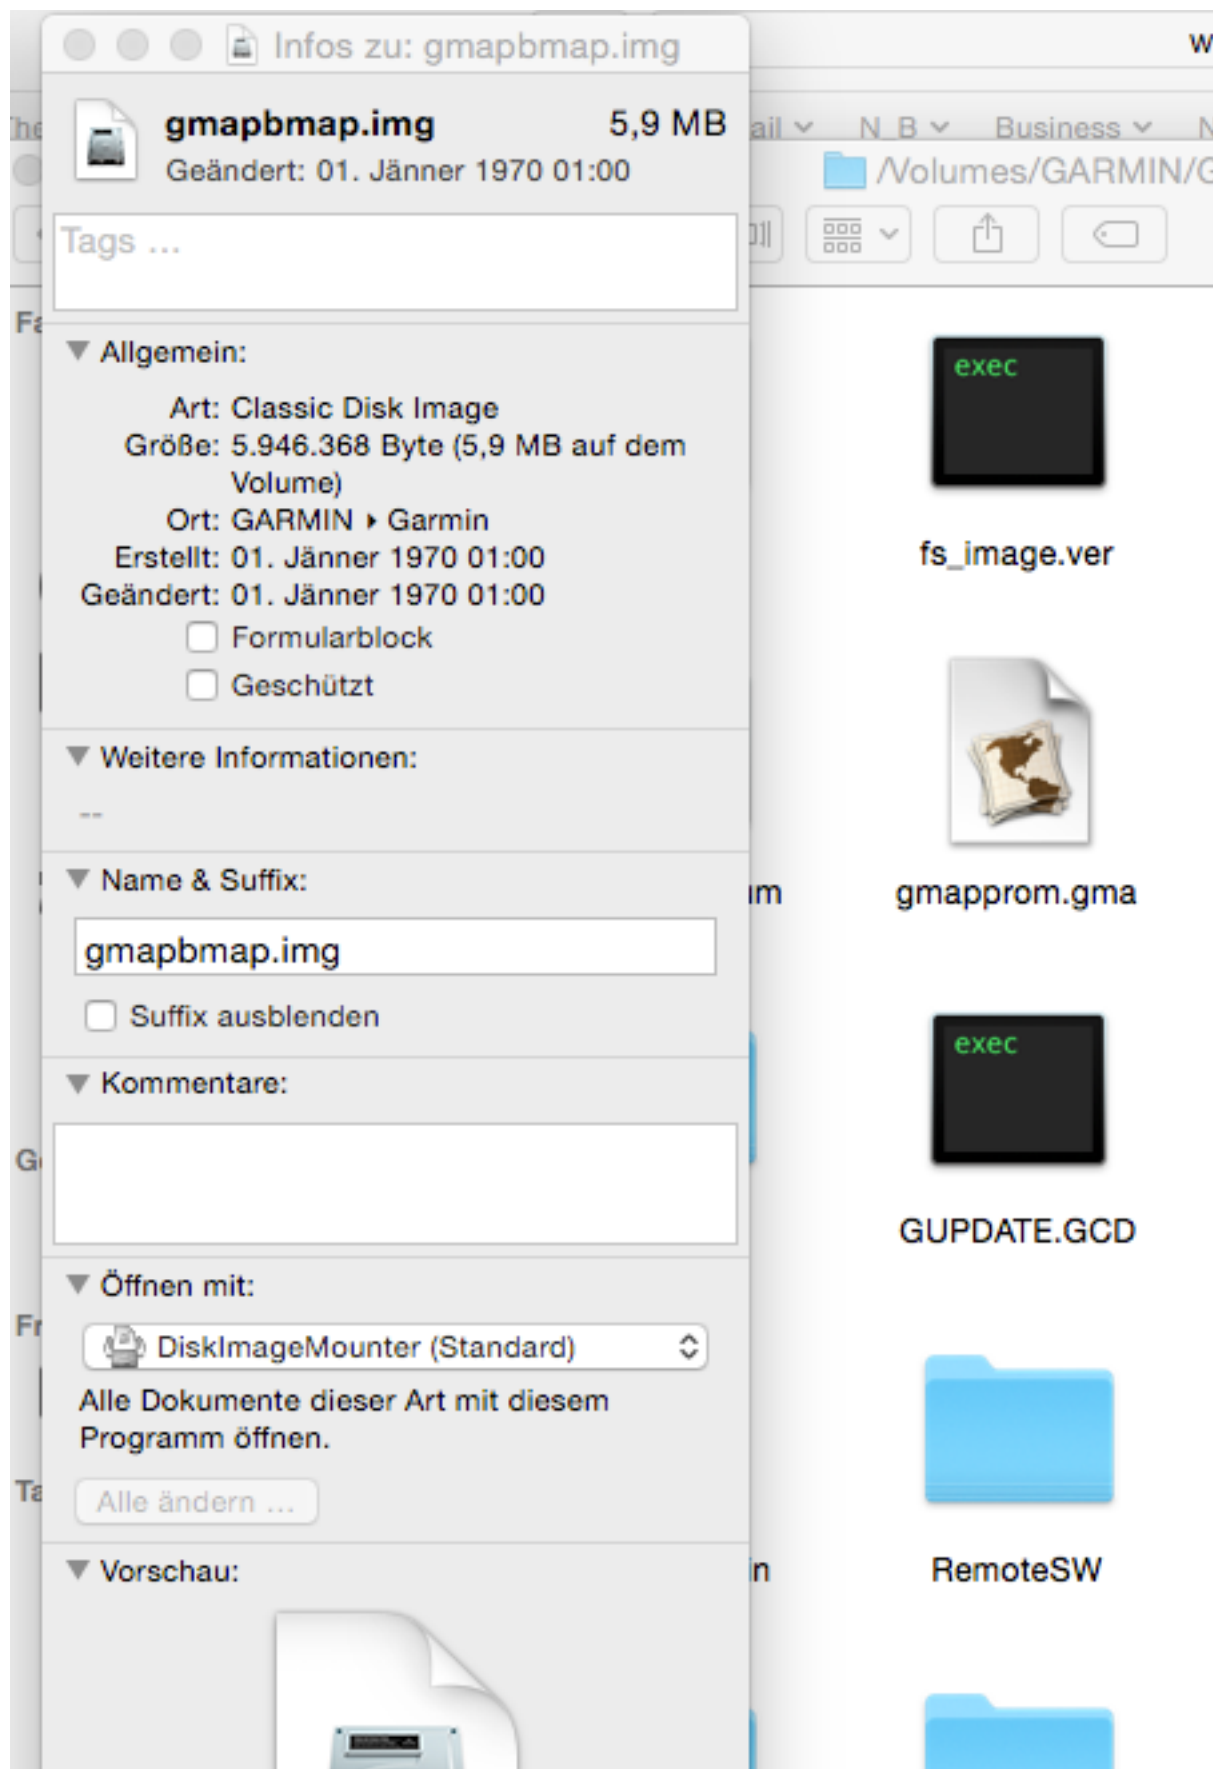 Infos zu: gmapbmap.img
gmapbmap.img 5,9 MB
Geändert: 01. Jänner 1970 01:00
Tags ...
Allgemein:
Art: Classic Disk Image
Größe: 5.946.368 Byte (5,9 MB auf dem
Volume)
Ort: GARMIN ▸ Garmin
Erstellt: 01. Jänner 1970 01:00
Geändert: 01. Jänner 1970 01:00
Formularblock
Geschützt
Weitere Informationen:
--
Name & Suffix:
gmapbmap.img
Suffix ausblenden
Kommentare:
Öffnen mit:
DiskImageMounter (Standard)
Alle Dokumente dieser Art mit diesem
Programm öffnen.
Alle ändern ...
Vorschau:
N_B Business
/Volumes/GARMIN/G
exec
fs_image.ver
gmapprom.gma
exec
GUPDATE.GCD
RemoteSW